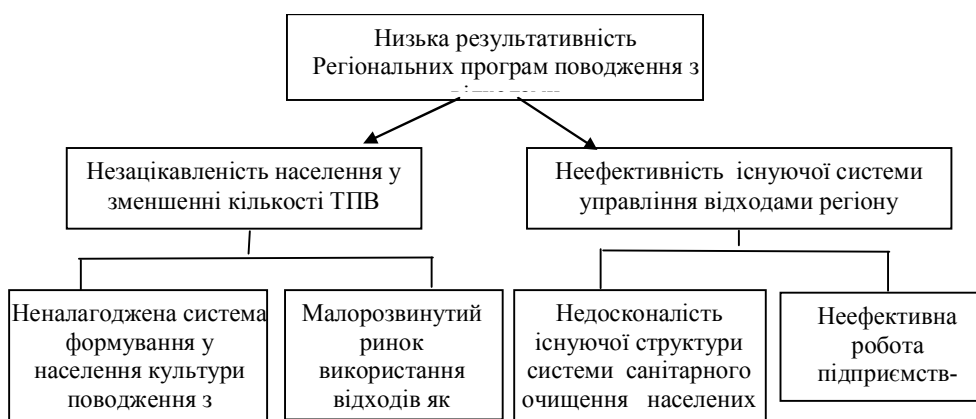 Низька результативність
Регіональних програм поводження з
Незацікавленість населення у
зменшенні кількості ТПВ
Неефективність існуючої системи
управління відходами регіону
Неналагоджена система
формування у
населення культури
поводження з
Малорозвинутий
ринок
використання
відходів як
Недосконалість
існуючої структури
системи санітарного
очищення населених
Неефективна
робота
підприємств-